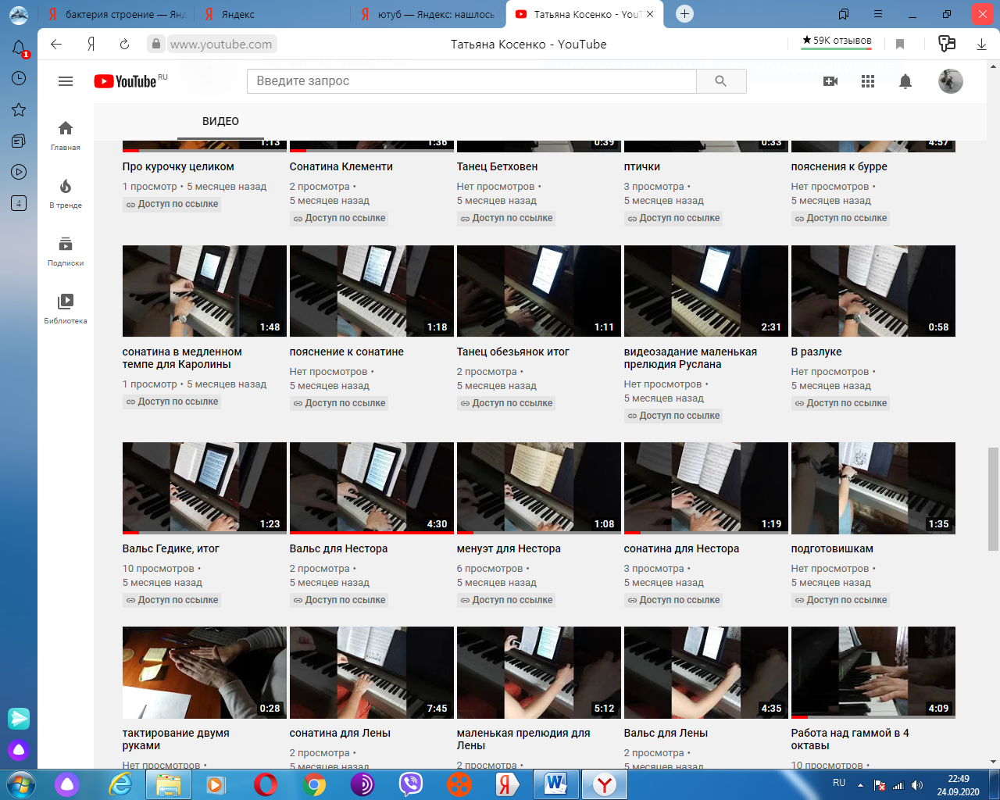 бактерия строение — Янд
Яндекс
ютуб — Яндекс: нашлось
Татьяна Косенко - YouT
1
www.youtube.com
Татьяна Косенко - YouTube
★ 59K отзывов
YouTube RU
Введите запрос
ВИДЕО
Главная
В тренде
Подписки
Библиотека
4
1:13
1:36
0:39
0:33
4:57
Про курочку целиком
1 просмотр • 5 месяцев назад
Доступ по ссылке
Сонатина Клементи
2 просмотра •
5 месяцев назад
Доступ по ссылке
Танец Бетховен
Нет просмотров •
5 месяцев назад
Доступ по ссылке
птички
3 просмотра •
5 месяцев назад
Доступ по ссылке
пояснения к бурре
Нет просмотров •
5 месяцев назад
Доступ по ссылке
1:48
сонатина в медленном
темпе для Каролины
1 просмотр • 5 месяцев назад
Доступ по ссылке
1:18
пояснение к сонатине
Нет просмотров •
5 месяцев назад
Доступ по ссылке
1:11
Танец обезьянок итог
2 просмотра •
5 месяцев назад
Доступ по ссылке
2:31
видеозадание маленькая
прелюдия Руслана
Нет просмотров •
5 месяцев назад
Доступ по ссылке
0:58
В разлуке
Нет просмотров •
5 месяцев назад
Доступ по ссылке
1:23
Вальс Гедике, итог
10 просмотров •
5 месяцев назад
Доступ по ссылке
4:30
Вальс для Нестора
2 просмотра •
5 месяцев назад
Доступ по ссылке
1:08
менуэт для Нестора
6 просмотров •
5 месяцев назад
Доступ по ссылке
1:19
сонатина для Нестора
3 просмотра •
5 месяцев назад
Доступ по ссылке
1:35
подготовишкам
Нет просмотров •
5 месяцев назад
Доступ по ссылке
0:28
тактирование двумя
руками
Нет просмотров •
7:45
сонатина для Лены
2 просмотра •
5 месяцев назад
5:12
маленькая прелюдия для
Лены
2 просмотра •
4:35
Вальс для Лены
2 просмотра •
5 месяцев назад
4:09
Работа над гаммой в 4
октавы
10 просмотров •
RU
22:49
24.09.2020